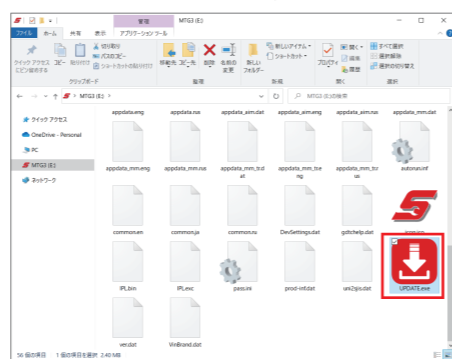 管理
MTG3 (E:)
ファイル ホーム 共有 表示 アプリケーション ツール
クイック アクセスにピン留めする
コピー
貼り付け
切り取り
パスのコピー
ショートカットの貼り付け
移動先
コピー先
削除
名前の変更
新しいフォルダー
新しいアイテム
ショートカット
プロパティ
開く
編集
履歴
すべて選択
選択解除
選択の切り替え
クリップボード 整理 新規 開く 選択
MTG3 (E:)
MTG3 (E:)の検索
クイック アクセス
OneDrive - Personal
PC
MTG3 (E:)
ネットワーク
appdata.eng appdata.rus appdata_aim.dat appdata_aim.eng appdata_aim.rus appdata_mm.dat
appdata_mm.eng appdata_mm.rus appdata_mm_tr.dat appdata_mm_tr.eng appdata_mm_tr.rus autorun.inf
common.en common.ja common.ru DevSettings.dat gdtchelp.dat
IPL.bin IPL.exc pass.ini prod-inf.dat uni2sjis.dat UPDATE.exe
ver.dat VinBrand.dat
56 個の項目 1 個の項目を選択 2.40 MB